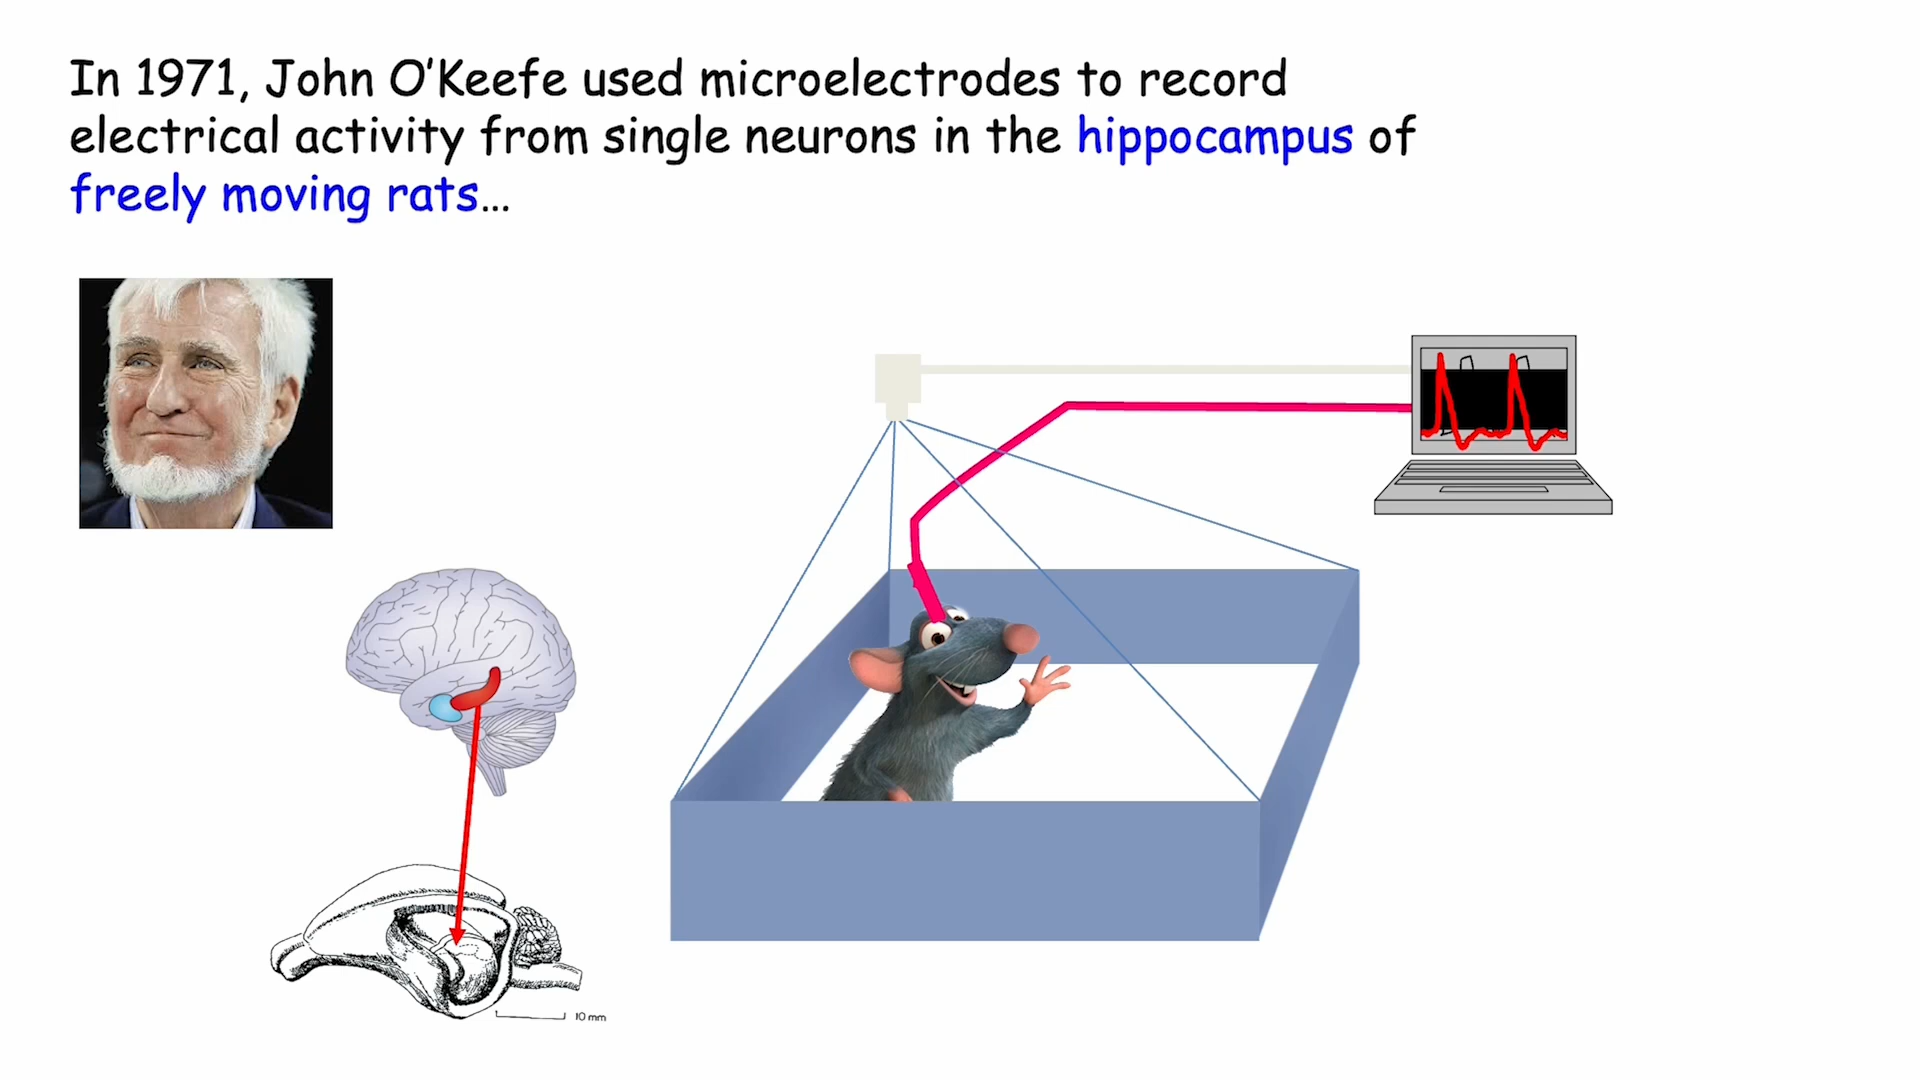 In 1971, John O'Keefe used microelectrodes to record
electrical activity from single neurons in the hippocampus of
freely moving rats...
10 mm